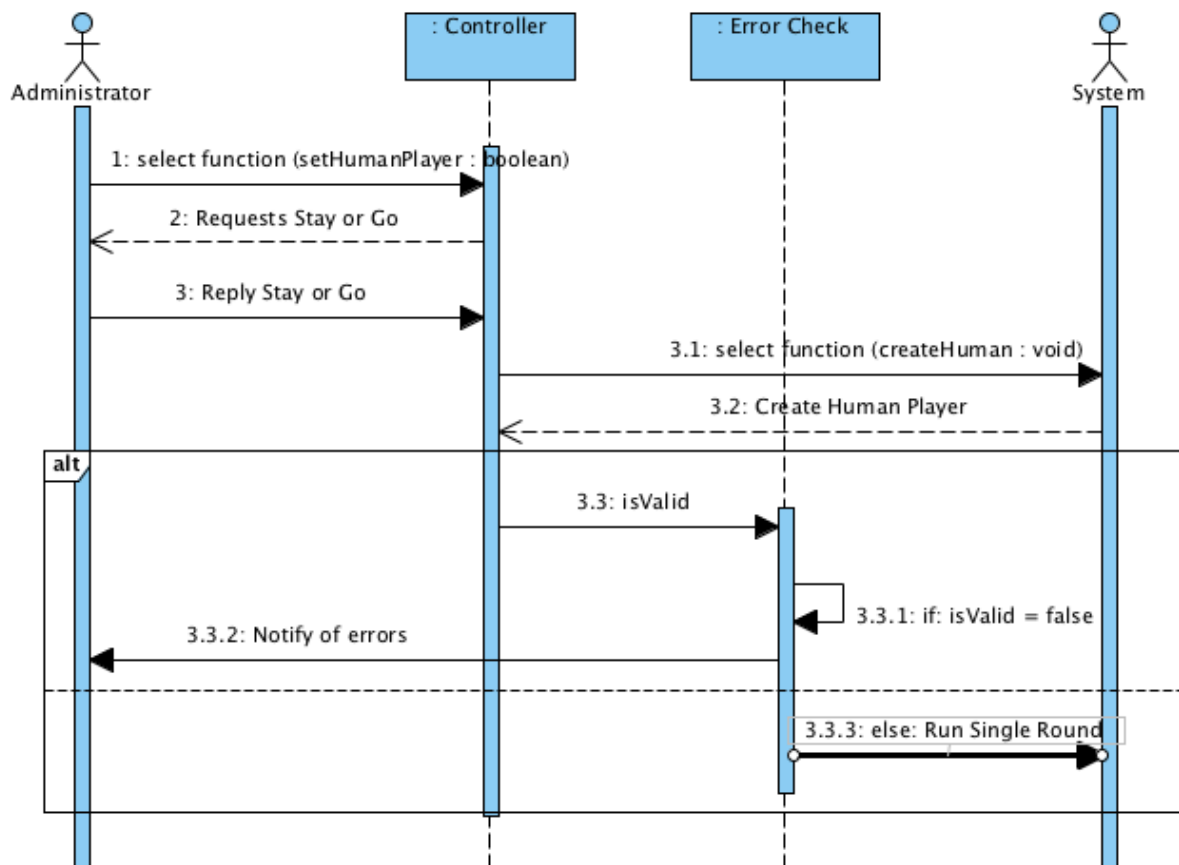 : Controller
: Error Check
Administrator
System
1: select function (setHumanPlayer : boolean)
2: Requests Stay or Go
3: Reply Stay or Go
3.1: select function (createHuman : void)
3.2: Create Human Player
alt
3.3: isValid
3.3.1: if: isValid = false
3.3.2: Notify of errors
3.3.3: else: Run Single Round